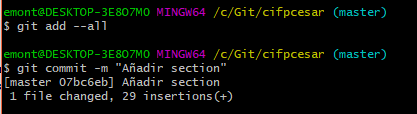 emont@DESKTOP-3E8O7MO MINGW64 /c/Git/cifpcesar (master)
$ git add --all
emont@DESKTOP-3E8O7MO MINGW64 /c/Git/cifpcesar (master)
$ git commit -m "Añadir section"
[master 07bc6eb] Añadir section
1 file changed, 29 insertions(+)